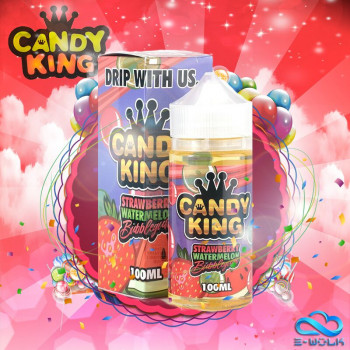 CANDY
KING
DRIP WITH US.
CANDY
KING
STRAWBERRY
WATERMELON
Bubblegum
100ML
CANDY
KING
STRAWBERRY
WATERMELON
Bubblegum
100ML
E-WOLK